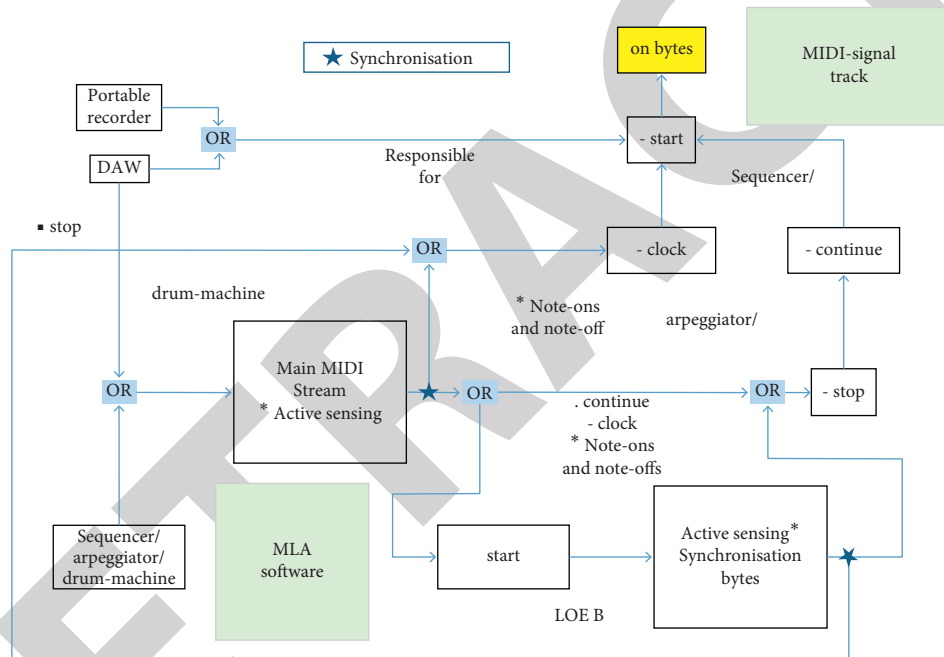 ★ Synchronisation
on bytes
MIDI-signal
track
Portable
recorder
OR
- start
DAW
Responsible
for
Sequencer/
▪ stop
OR
- clock
- continue
drum-machine
* Note-ons
and note-off
arpeggiator/
Main MIDI
Stream
* Active sensing
OR
OR
OR
- stop
. continue
- clock
* Note-ons
and note-offs
Sequencer/
arpeggiator/
drum-machine
MLA
software
start
Active sensing*
Synchronisation
bytes
LOE B